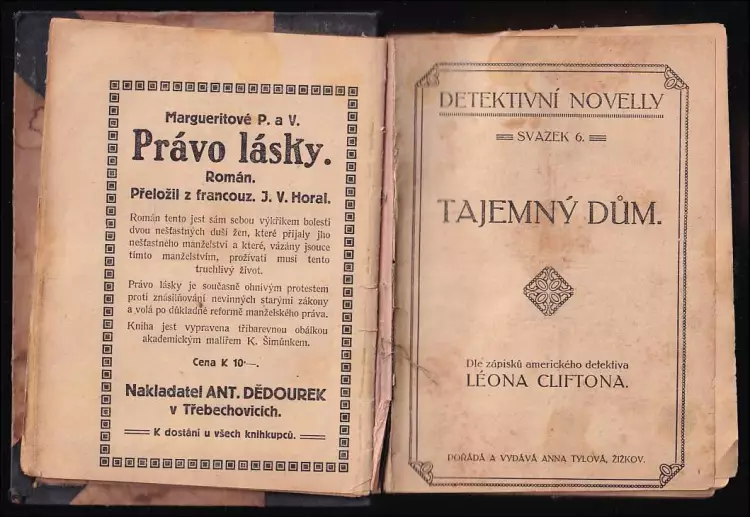 Margueritové P. a V.
Právo lásky.
Román.
Přeložil z francouz. J. V. Horal.
Román tento jest sám sebou výkřikem bolesti
dvou nešťastných duší žen, které přijaly jho
nešťastného manželství a které, vázány jsouce
tímto manželstvím, prožívati musí tento
truchlivý život.
Právo lásky je současně ohnivým protestem
proti znásilňování nevinných starými zákony
a volá po důkladné reformě manželského práva.
Kniha jest vypravena tříbarevnou obálkou
akademickým malířem K. Šimůnkem.
Cena K 10·—.
Nakladatel ANT. DĚDOUREK
v Třebechovicích.
K dostání u všech knihkupců.
DETEKTIVNÍ NOVELLY
SVAZEK 6.
TAJEMNÝ DŮM.
Dle zápisků amerického detektiva
LÉONA CLIFTONA.
POŘÁDÁ A VYDÁVÁ ANNA TYLOVÁ, ŽIŽKOV.